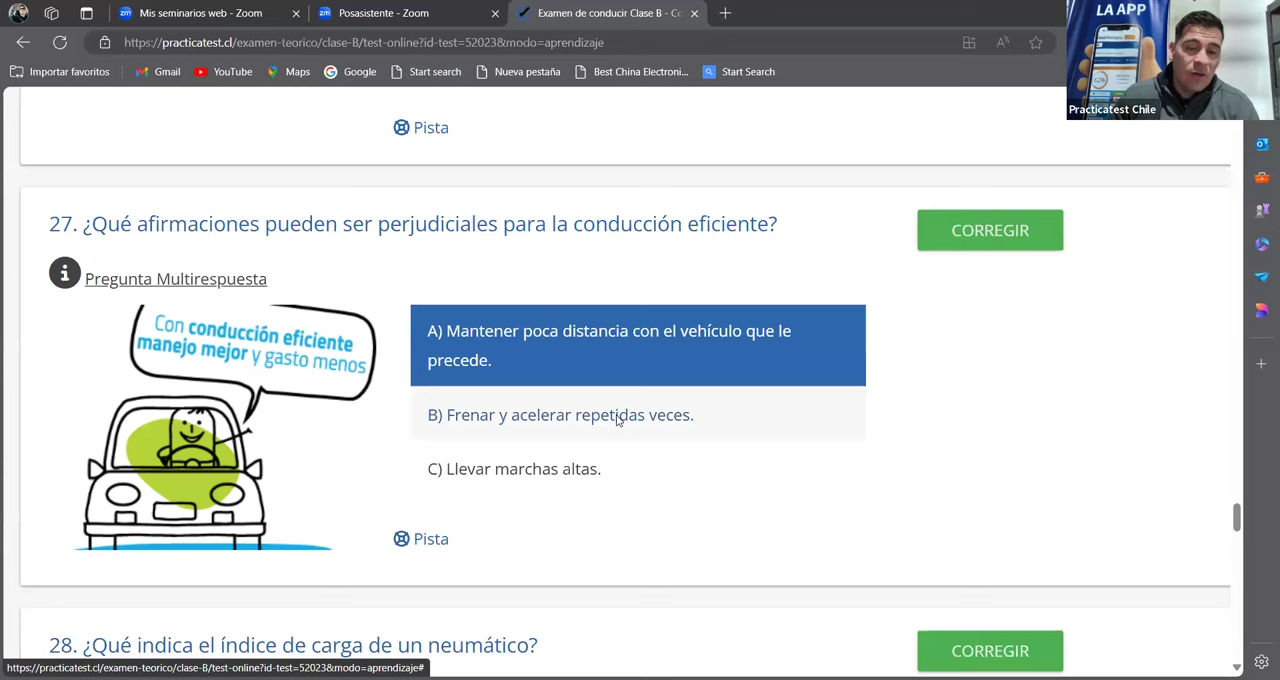 Mis seminarios web - Zoom
Posasistente - Zoom
Examen de conducir Clase B - Co
https://practicatest.cl/examen-teorico/clase-B/test-online?id-test=52023&modo=aprendizaje
Importar favoritos
Gmail
YouTube
Maps
Google
Start search
Nueva pestaña
Best China Electroni...
Start Search
LA APP
Practicatest Chile
Pista
27. ¿Qué afirmaciones pueden ser perjudiciales para la conducción eficiente?
CORREGIR
Pregunta Multirespuesta
Con conducción eficiente
manejo mejor y gasto menos
A) Mantener poca distancia con el vehículo que le
precede.
B) Frenar y acelerar repetidas veces.
C) Llevar marchas altas.
Pista
28. ¿Qué indica el índice de carga de un neumático?
CORREGIR
https://practicatest.cl/examen-teorico/clase-B/test-online?id-test=52023&modo=aprendizaje#